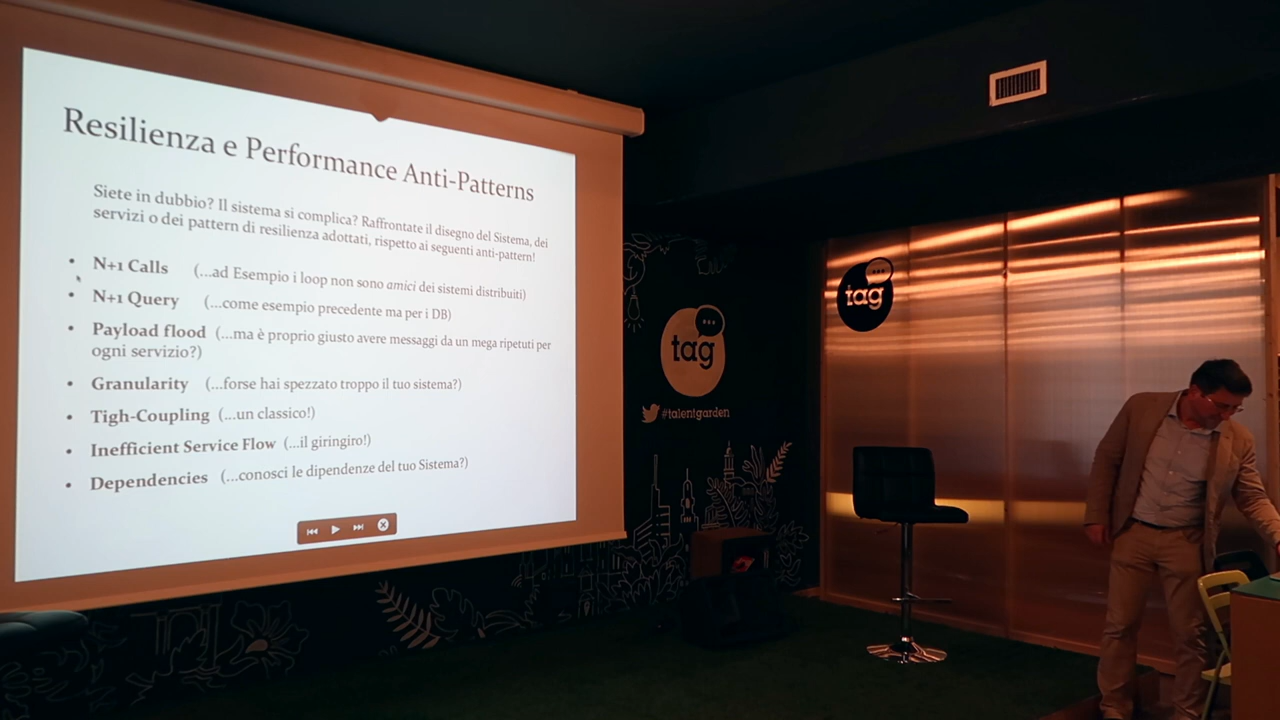 Resilienza e Performance Anti-Patterns
Siete in dubbio? Il sistema si complica? Raffrontate il disegno del Sistema, dei
servizi o dei pattern di resilienza adottati, rispetto ai seguenti anti-pattern!
• N+1 Calls (...ad Esempio i loop non sono amici dei sistemi distribuiti)
• N+1 Query (...come esempio precedente ma per i DB)
• Payload flood (...ma è proprio giusto avere messaggi da un mega ripetuti per
ogni servizio?)
• Granularity (...forse hai spezzato troppo il tuo sistema?)
• Tigh-Coupling (...un classico!)
• Inefficient Service Flow (...il giringiro!)
• Dependencies (...conosci le dipendenze del tuo Sistema?)
tag
#talentgarden
tag